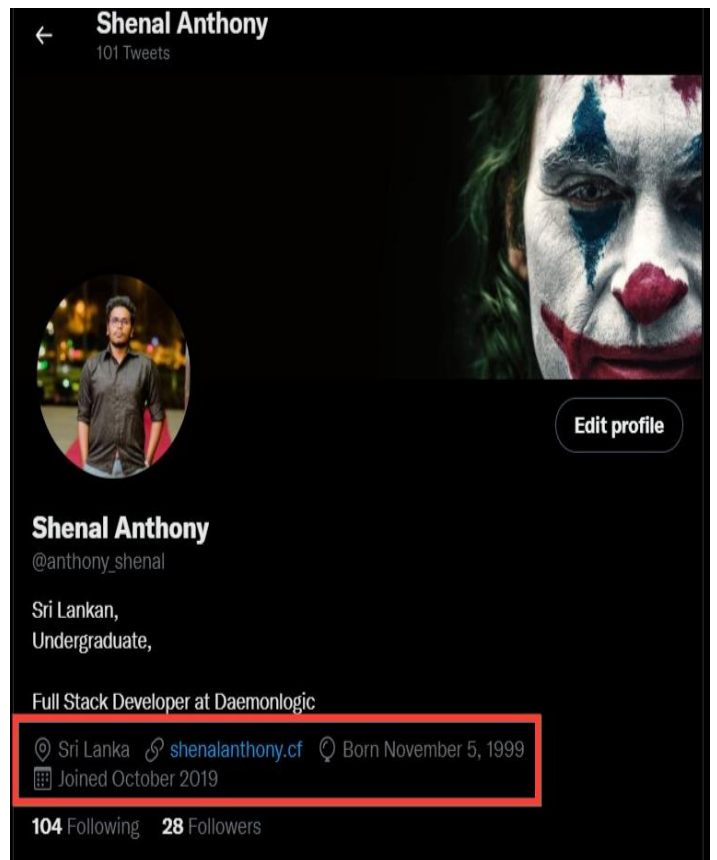 Shenal Anthony
101 Tweets
Edit profile
Shenal Anthony
@anthony_shenal
Sri Lankan,
Undergraduate,
Full Stack Developer at Daemonlogic
Sri Lanka shenalanthony.cf Born November 5, 1999
Joined October 2019
104 Following 28 Followers